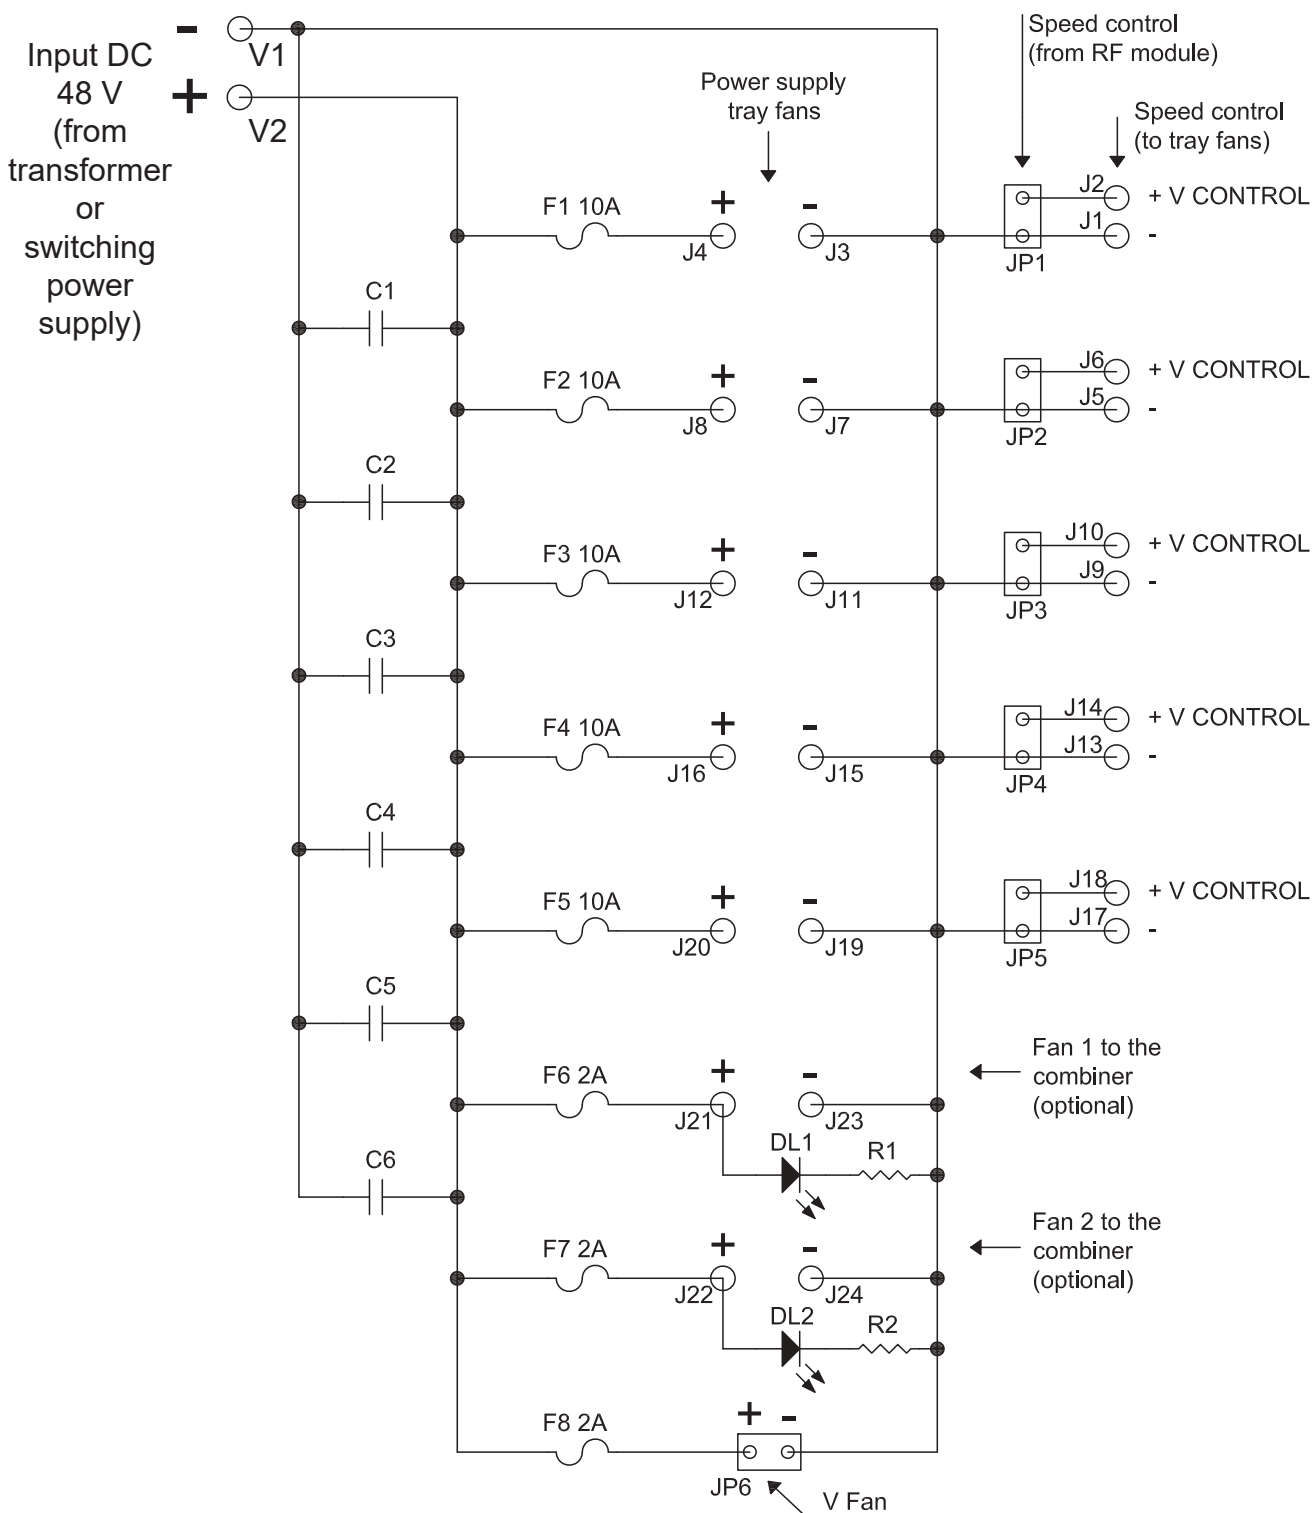 -
V1
Input DC
48 V
(from
transformer
or
switching
power
supply)
+
V2
Power supply
tray fans
Speed control
(from RF module)
Speed control
(to tray fans)
F1 10A
+
-
J4
J3
J2
+ V CONTROL
J1
-
JP1
C1
F2 10A
+
-
J8
J7
J6
+ V CONTROL
J5
-
JP2
C2
F3 10A
+
-
J12
J11
J10
+ V CONTROL
J9
-
JP3
C3
F4 10A
+
-
J16
J15
J14
+ V CONTROL
J13
-
JP4
C4
F5 10A
+
-
J20
J19
J18
+ V CONTROL
J17
-
JP5
C5
F6 2A
+
-
J21
J23
Fan 1 to the
combiner
(optional)
DL1
R1
C6
F7 2A
+
-
J22
J24
Fan 2 to the
combiner
(optional)
DL2
R2
F8 2A
+ -
JP6
V Fan